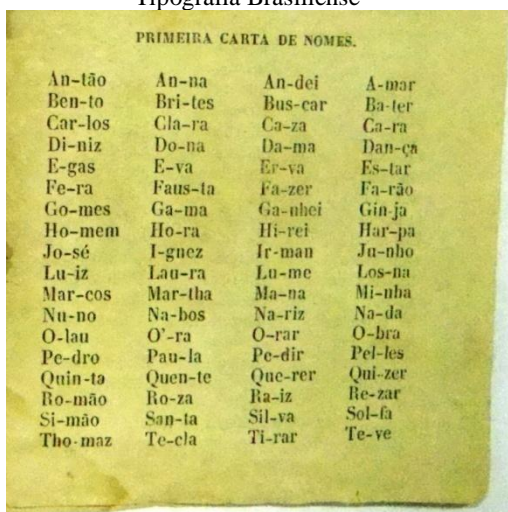 Tipografia Brasiliense
PRIMEIRA CARTA DE NOMES.
An-tão An-na An-dei A-mar
Ben-to Bri-tes Bus-car Ba-ter
Car-los Cla-ra Ca-za Ca-ra
Di-niz Do-na Da-ma Dan-ça
E-gas E-va Er-va Es-tar
Fe-ra Faus-ta Fa-zer Fa-rão
Go-mes Ga-ma Ga-nhei Gin-ja
Ho-mem Ho-ra Hi-rei Har-pa
Jo-sé I-gnez Ir-man Ju-nho
Lu-iz Lau-ra Lu-me Los-na
Mar-cos Mar-tha Ma-na Mi-nha
Nu-no Na-bos Na-riz Na-da
O-lau O'-ra O-rar O-bra
Pe-dro Pau-la Pe-dir Pel-les
Quin-ta Quen-te Que-rer Qui-zer
Ro-mão Ro-za Ra-iz Re-zar
Si-mão San-ta Sil-va Sol-fa
Tho-maz Te-cla Ti-rar Te-ve